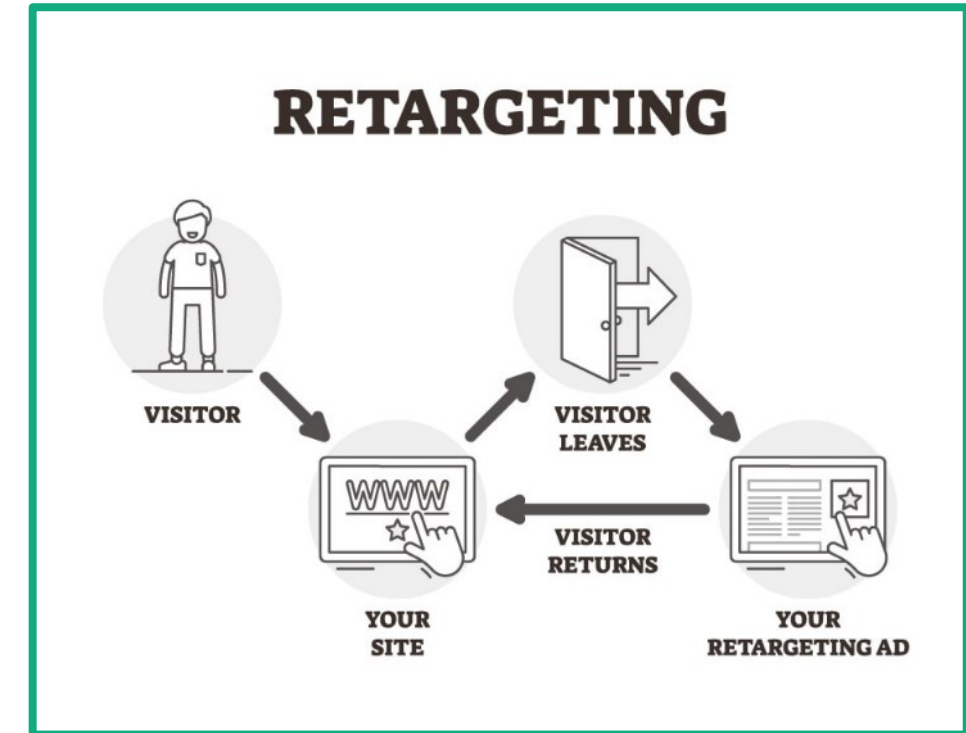 RETARGETING
VISITOR
VISITOR
LEAVES
WWW
VISITOR
RETURNS
YOUR
SITE
YOUR
RETARGETING AD